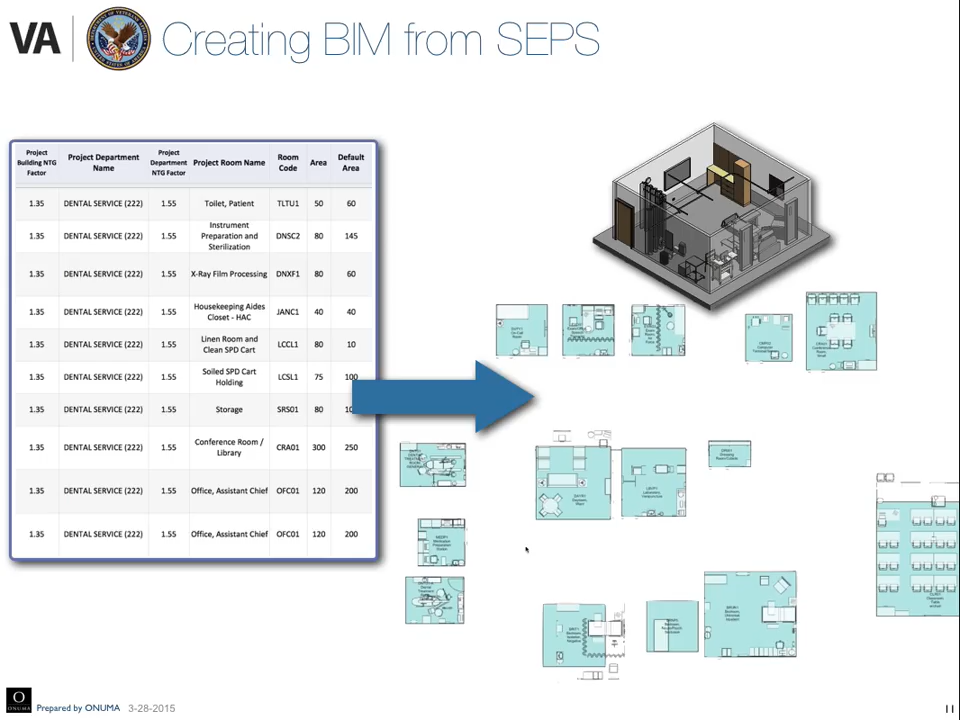 VA
Creating BIM from SEPS
Project
Building NTG
Factor
Project Department
Name
Project
Department
NTG Factor
Project Room Name
Room
Code
Area
Default
Area
1.35 DENTAL SERVICE (222) 1.55 Toilet, Patient TLTU1 50 60
Instrument
1.35 DENTAL SERVICE (222) 1.55 Preparation and DNSC2 80 145
Sterilization
1.35 DENTAL SERVICE (222) 1.55 X-Ray Film Processing DNXF1 80 60
Housekeeping Aides
1.35 DENTAL SERVICE (222) 1.55 Closet - HAC JANC1 40 40
Linen Room and
1.35 DENTAL SERVICE (222) 1.55 Clean SPD Cart LCCL1 80 10
Soiled SPD Cart
1.35 DENTAL SERVICE (222) 1.55 Holding LCSL1 75 100
1.35 DENTAL SERVICE (222) 1.55 Storage SRS01 80
Conference Room /
1.35 DENTAL SERVICE (222) 1.55 Library CRA01 300 250
1.35 DENTAL SERVICE (222) 1.55 Office, Assistant Chief OFC01 120 200
1.35 DENTAL SERVICE (222) 1.55 Office, Assistant Chief OFC01 120 200
O
ONUMA
Prepared by ONUMA 3-28-2015
11